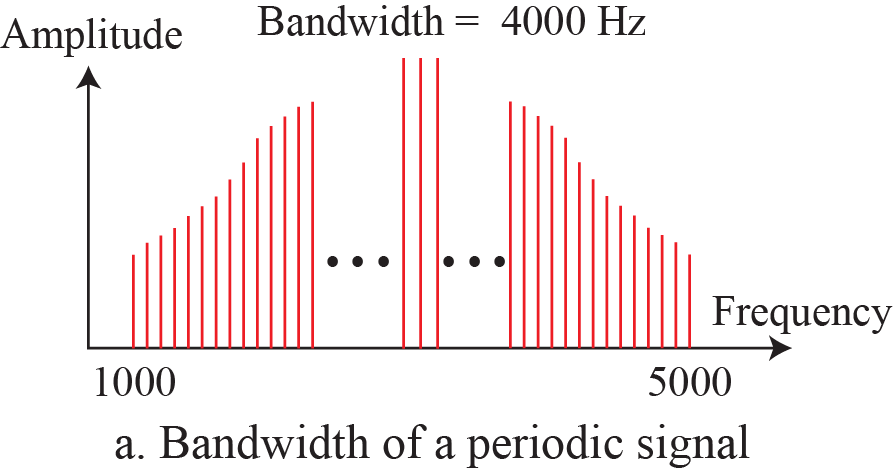 Bandwidth = 4000 Hz
Amplitude
Frequency
1000
5000
a. Bandwidth of a periodic signal